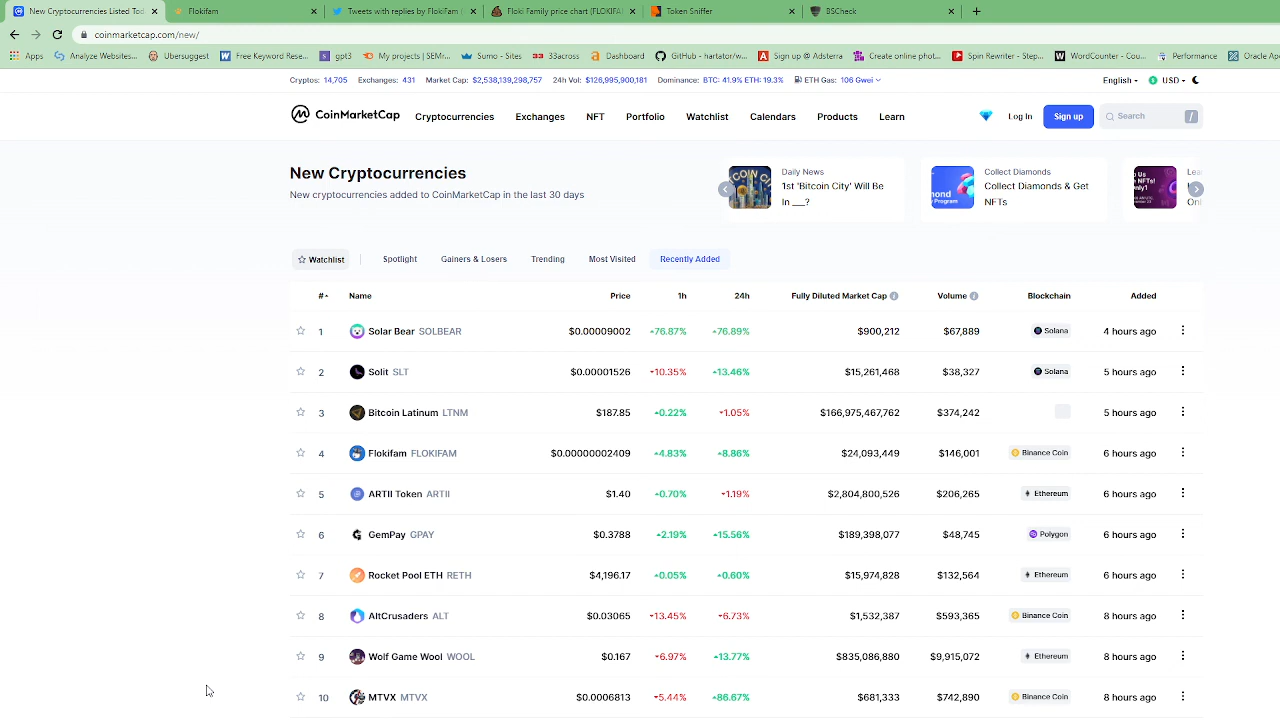 New Cryptocurrencies Listed Tod
Flokifam
Tweets with replies by FlokiFam (
Floki Family price chart (FLOKIFA
Token Sniffer
BSCheck
coinmarketcap.com/new/
Apps
Analyze Websites...
Ubersuggest
Free Keyword Rese...
gpt3
My projects | SEMr...
Sumo - Sites
33across
Dashboard
GitHub - hartator/w...
Sign up @ Adsterra
Create online phot...
Spin Rewriter - Step...
WordCounter - Cou...
Performance
Oracle Ap
Cryptos: 14,705 Exchanges: 431 Market Cap: $2,538,139,298,757 24h Vol: $126,995,900,181 Dominance: BTC: 41.9% ETH: 19.3% ETH Gas: 106 Gwei
English USD
CoinMarketCap Cryptocurrencies Exchanges NFT Portfolio Watchlist Calendars Products Learn
Log In Sign up Search /
New Cryptocurrencies
New cryptocurrencies added to CoinMarketCap in the last 30 days
Daily News
1st 'Bitcoin City' Will Be
In ___?
Collect Diamonds
Collect Diamonds & Get
NFTs
Watchlist | Spotlight Gainers & Losers Trending Most Visited Recently Added
# Name Price 1h 24h Fully Diluted Market Cap Volume Blockchain Added
1 Solar Bear SOLBEAR $0.00009002 76.87% 76.89% $900,212 $67,889 Solana 4 hours ago
2 Solit SLT $0.00001526 10.35% 13.46% $15,261,468 $38,327 Solana 5 hours ago
3 Bitcoin Latinum LTNM $187.85 0.22% 1.05% $166,975,467,762 $374,242 5 hours ago
4 Flokifam FLOKIFAM $0.00000002409 4.83% 8.86% $24,093,449 $146,001 Binance Coin 6 hours ago
5 ARTII Token ARTII $1.40 0.70% 1.19% $2,804,800,526 $206,265 Ethereum 6 hours ago
6 GemPay GPAY $0.3788 2.19% 15.56% $189,398,077 $48,745 Polygon 6 hours ago
7 Rocket Pool ETH RETH $4,196.17 0.05% 0.60% $15,974,828 $132,564 Ethereum 6 hours ago
8 AltCrusaders ALT $0.03065 13.45% 6.73% $1,532,387 $593,365 Binance Coin 8 hours ago
9 Wolf Game Wool WOOL $0.167 6.97% 13.77% $835,086,880 $9,915,072 Ethereum 8 hours ago
10 MTVX MTVX $0.0006813 5.44% 86.67% $681,333 $742,890 Binance Coin 8 hours ago